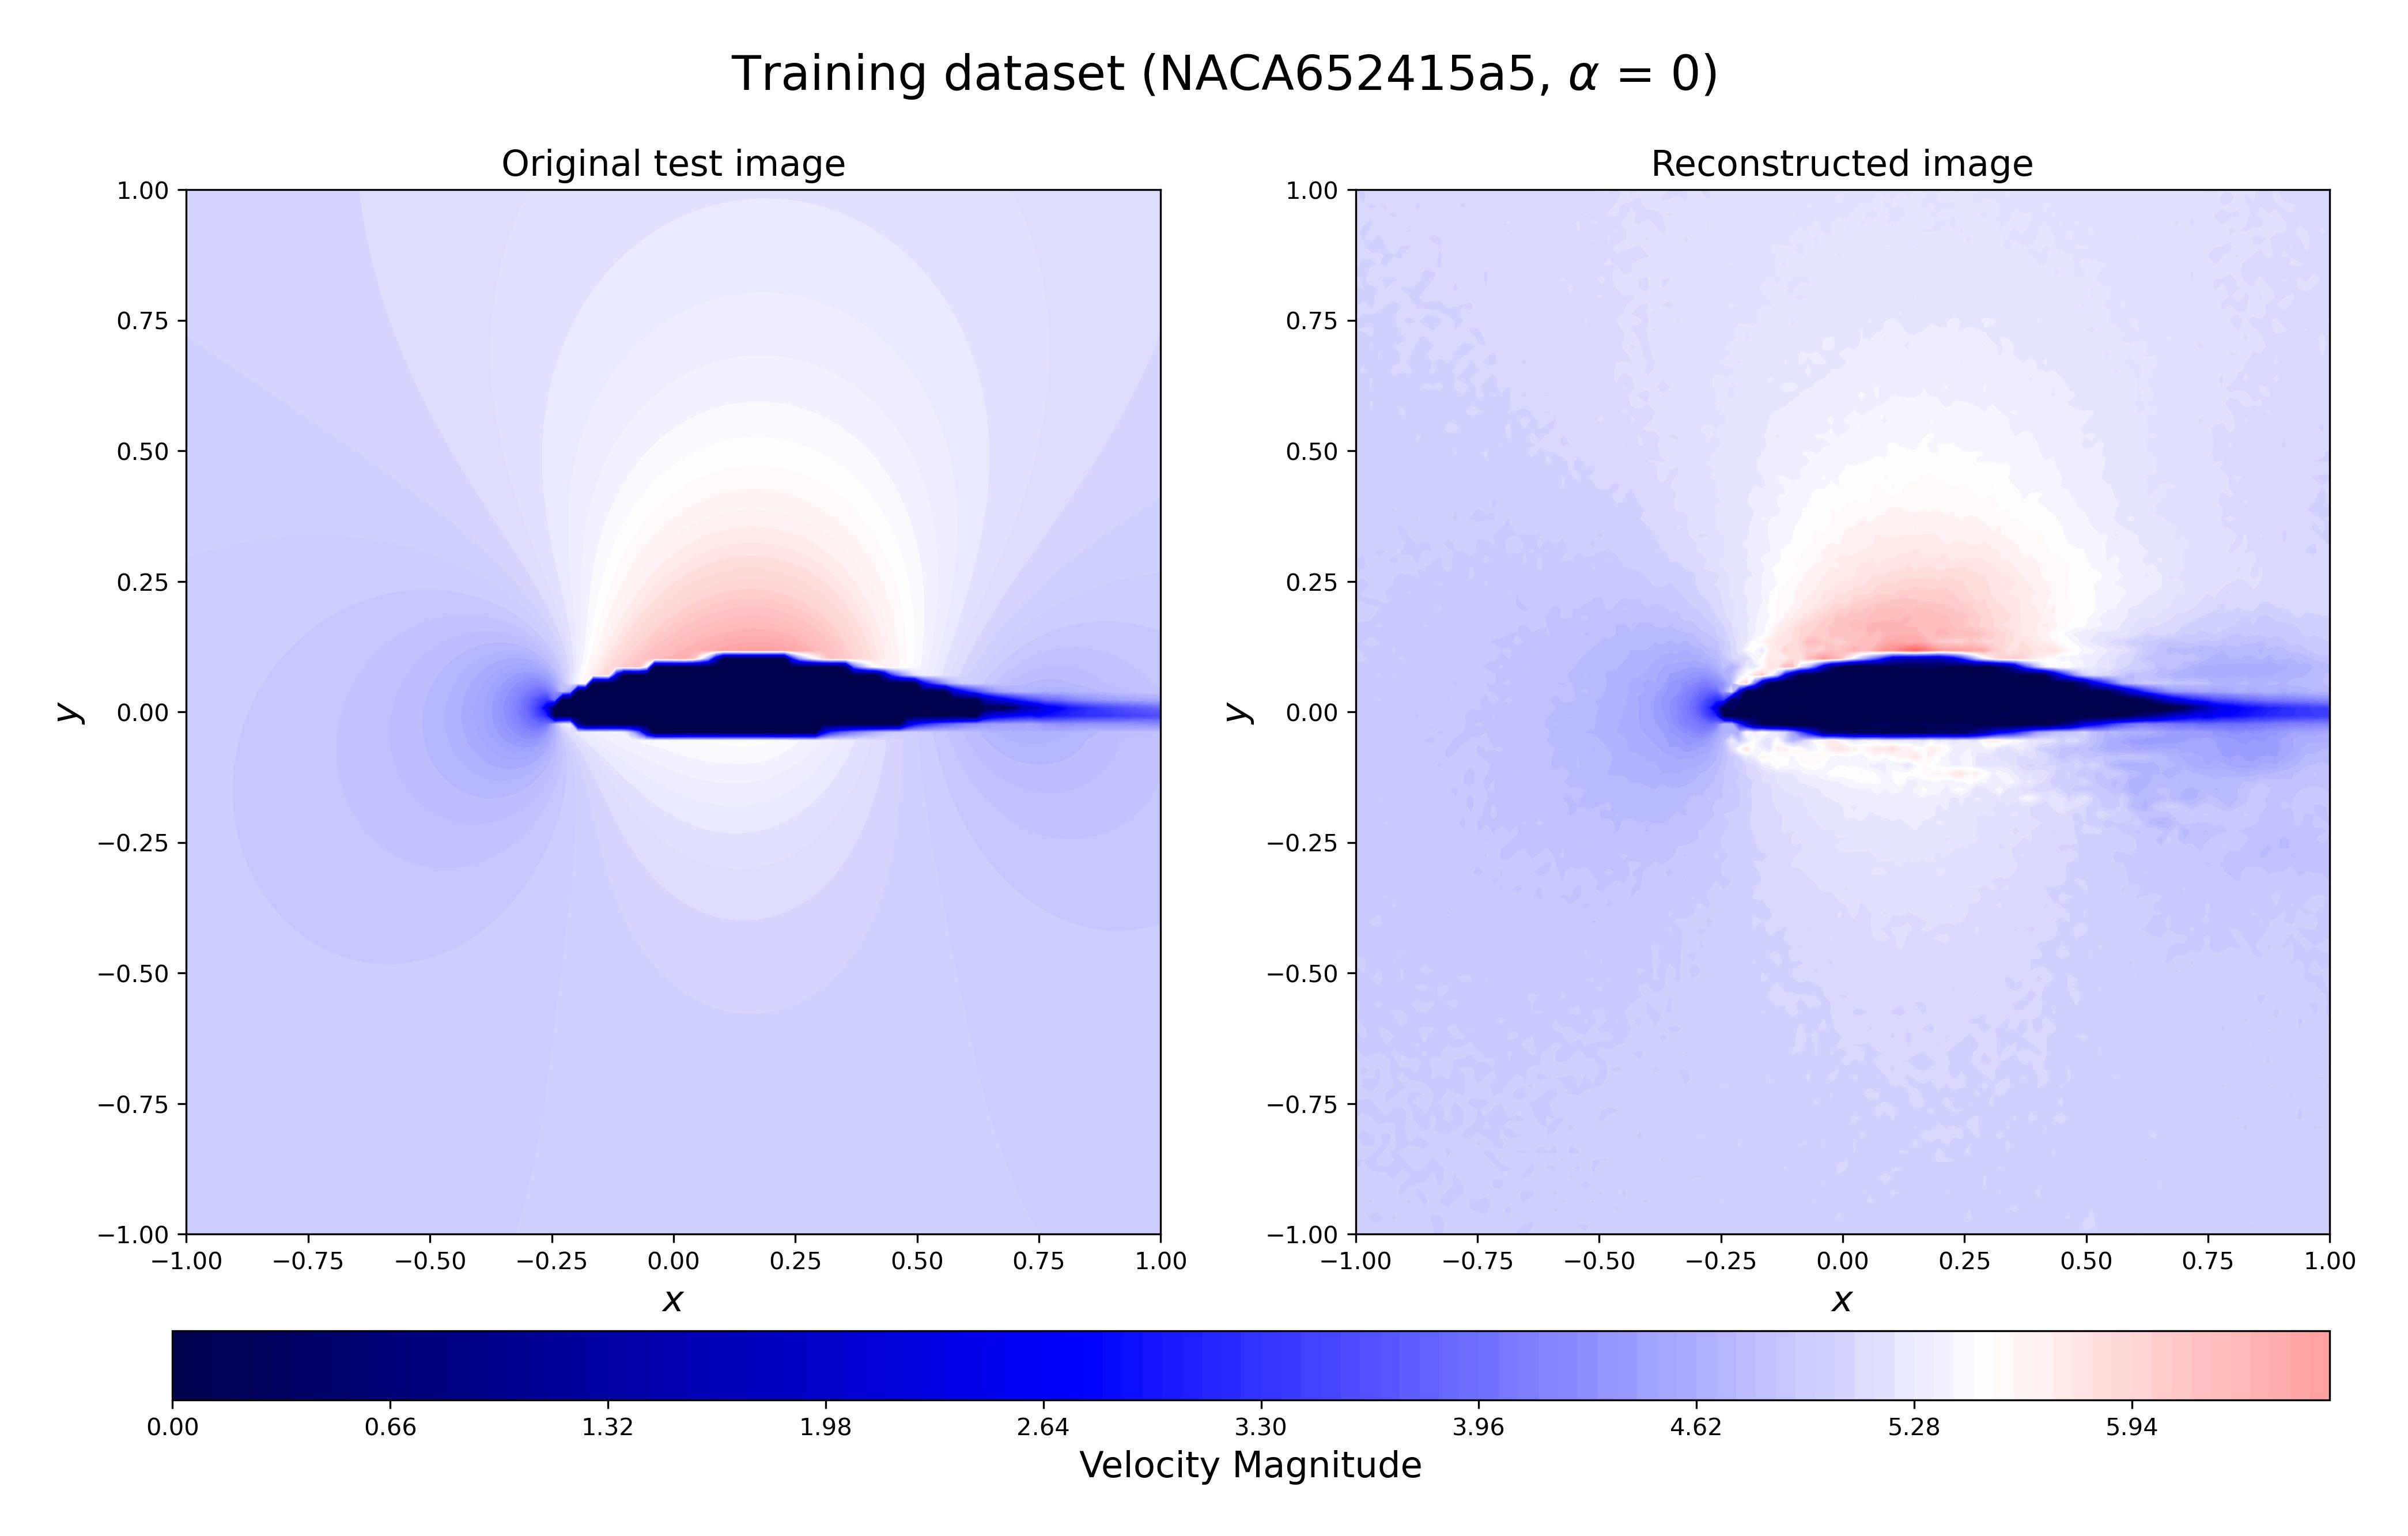 Training dataset (NACA652415a5, α = 0)
Original test image
1.00
0.75
0.50
0.25
0.00
−0.25
−0.50
−0.75
−1.00
y
−1.00 −0.75 −0.50 −0.25 0.00 0.25 0.50 0.75 1.00
x
Reconstructed image
1.00
0.75
0.50
0.25
0.00
−0.25
−0.50
−0.75
−1.00
y
−1.00 −0.75 −0.50 −0.25 0.00 0.25 0.50 0.75 1.00
x
0.00 0.66 1.32 1.98 2.64 3.30 3.96 4.62 5.28 5.94
Velocity Magnitude